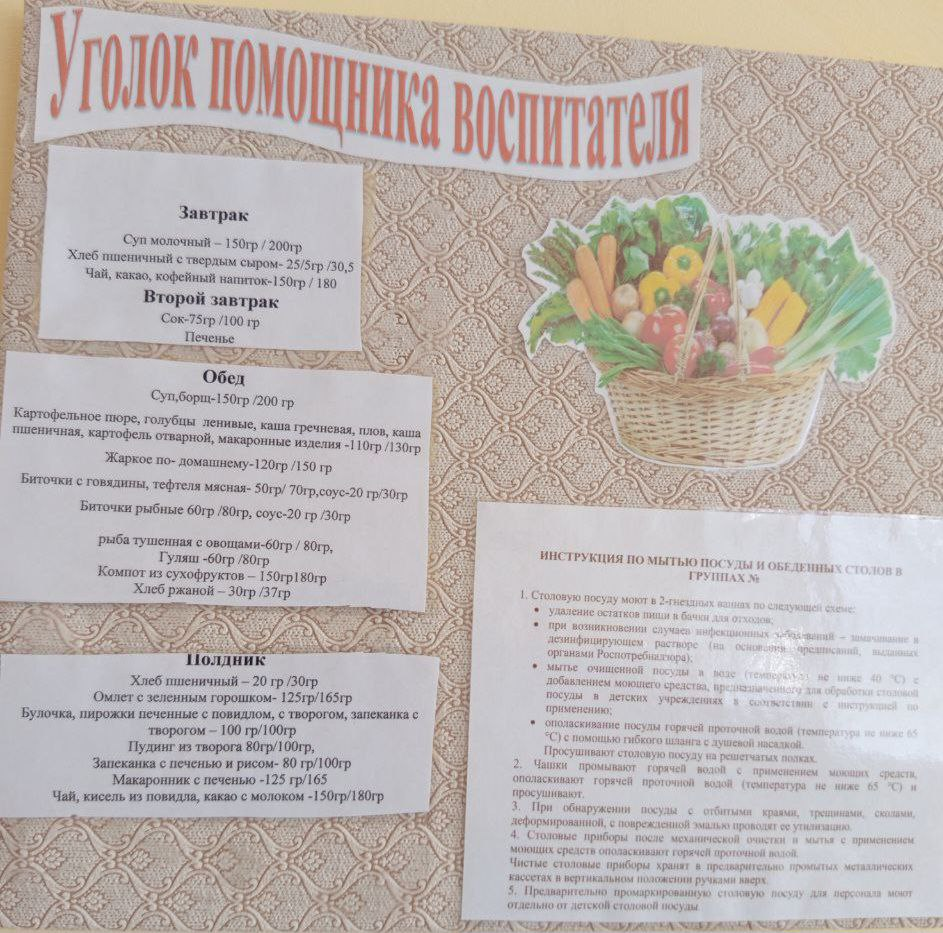 Уголок помощника воспитателя
Завтрак
Суп молочный – 150гр / 200гр
Хлеб пшеничный с твердым сыром- 25/5гр /30,5
Чай, какао, кофейный напиток-150гр / 180
Второй завтрак
Сок-75гр /100 гр
Печенье
Обед
Суп,борщ-150гр /200 гр
Картофельное пюре, голубцы ленивые, каша гречневая, плов, каша
пшеничная, картофель отварной, макаронные изделия -110гр /130гр
Жаркое по- домашнему-120гр /150 гр
Биточки с говядины, тефтеля мясная- 50гр/ 70гр,соус-20 гр/30гр
Биточки рыбные 60гр /80гр, соус-20 гр /30гр
рыба тушенная с овощами-60гр / 80гр,
Гуляш -60гр /80гр
Компот из сухофруктов – 150гр180гр
Хлеб ржаной – 30гр /37гр
Полдник
Хлеб пшеничный – 20 гр /30гр
Омлет с зеленным горошком- 125гр/165гр
Булочка, пирожки печенные с повидлом, с творогом, запеканка с
творогом – 100 гр/100гр
Пудинг из творога 80гр/100гр,
Запеканка с печенью и рисом- 80 гр/100гр
Макаронник с печенью -125 гр/165
Чай, кисель из повидла, какао с молоком -150гр/180гр
ИНСТРУКЦИЯ ПО МЫТЬЮ ПОСУДЫ И ОБЕДЕННЫХ СТОЛОВ В
ГРУППАХ №
1. Столовую посуду моют в 2-гнездных ваннах по следующей схеме:
• удаление остатков пищи в бачки для отходов;
• при возникновении случаев инфекционных заболеваний – замачивание в
дезинфицирующем растворе (на основании предписаний, выданных
органами Роспотребнадзора);
• мытье очищенной посуды в воде (температура не ниже 40 °С) с
добавлением моющего средства, предназначенного для обработки столовой
посуды в детских учреждениях в соответствии с инструкцией по
применению;
• ополаскивание посуды горячей проточной водой (температура не ниже 65
°С) с помощью гибкого шланга с душевой насадкой.
Просушивают столовую посуду на решетчатых полках.
2. Чашки промывают горячей водой с применением моющих средств,
ополаскивают горячей проточной водой (температура не ниже 65 °С) и
просушивают.
3. При обнаружении посуды с отбитыми краями, трещинами, сколами,
деформированной, с поврежденной эмалью проводят ее утилизацию.
4. Столовые приборы после механической очистки и мытья с применением
моющих средств ополаскивают горячей проточной водой.
Чистые столовые приборы хранят в предварительно промытых металлических
кассетах в вертикальном положении ручками вверх.
5. Предварительно промаркированную столовую посуду для персонала моют
отдельно от детской столовой посуды.